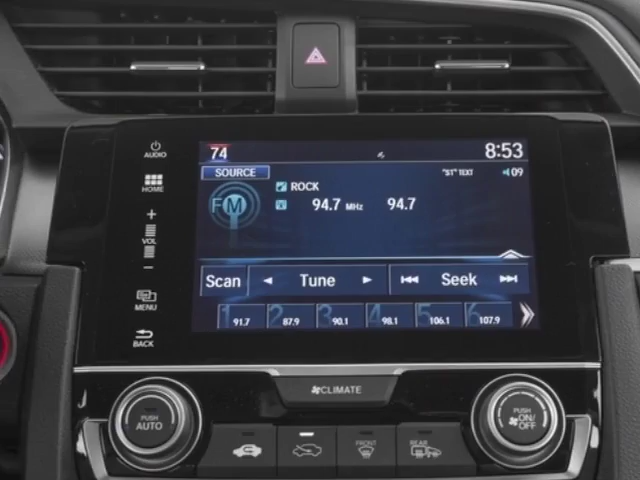 AUDIO
HOME
+
VOL
−
MENU
BACK
74
8:53
SOURCE
"ST" TEXT
09
FM
ROCK
94.7 MHz 94.7
Scan Tune Seek
1 91.7 2 87.9 3 90.1 4 98.1 5 106.1 6 107.9
CLIMATE
PUSH
AUTO
PUSH
ON/
OFF
FRONT
REAR